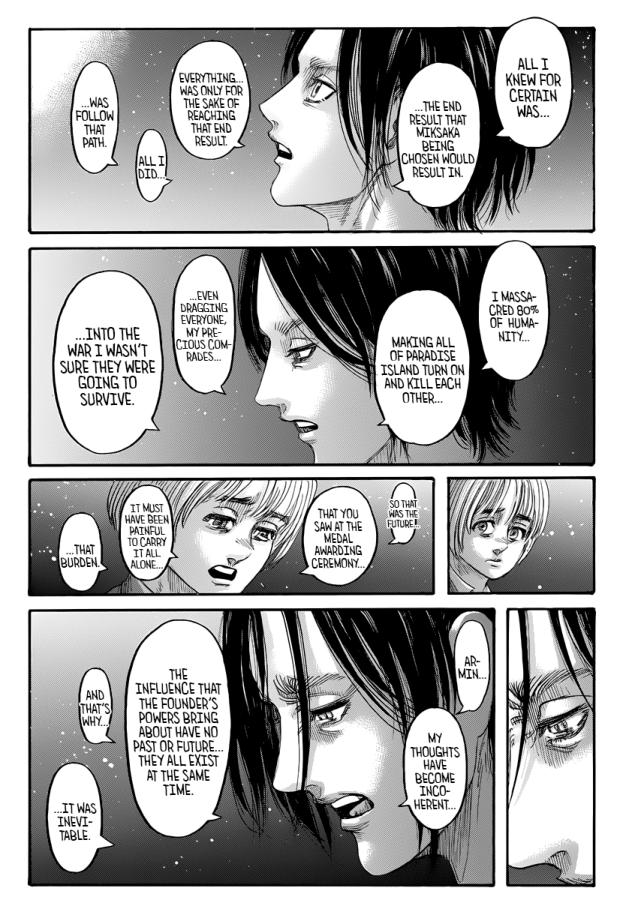 ALL I
KNEW FOR
CERTAIN
WAS...
...THE END
RESULT THAT
MIKSAKA
BEING
CHOSEN WOULD
RESULT IN.
EVERYTHING...
WAS ONLY FOR
THE SAKE OF
REACHING
THAT END
RESULT.
ALL I
DID...
...WAS
FOLLOW
THAT
PATH.
I MASSA-
CRED 80%
OF HUMA-
NITY...
MAKING ALL
OF PARADISE
ISLAND TURN ON
AND KILL EACH
OTHER...
...EVEN
DRAGGING
EVERYONE,
MY PRE-
CIOUS COM-
RADES...
...INTO THE
WAR I WASN'T
SURE THEY WERE
GOING TO
SURVIVE.
SO THAT
WAS THE
FUTURE...
THAT YOU
SAW AT THE
MEDAL
AWARDING
CEREMONY...
IT MUST
HAVE BEEN
PAINFUL
TO CARRY
IT ALL
ALONE...
...THAT
BURDEN.
AR-
MIN...
MY
THOUGHTS
HAVE
BECOME
INCO-
HERENT...
THE
INFLUENCE THAT
THE FOUNDER'S
POWERS BRING
ABOUT HAVE NO
PAST OR FUTURE...
THEY ALL EXIST
AT THE SAME
TIME.
AND
THAT'S
WHY...
...IT WAS
INEVI-
TABLE.